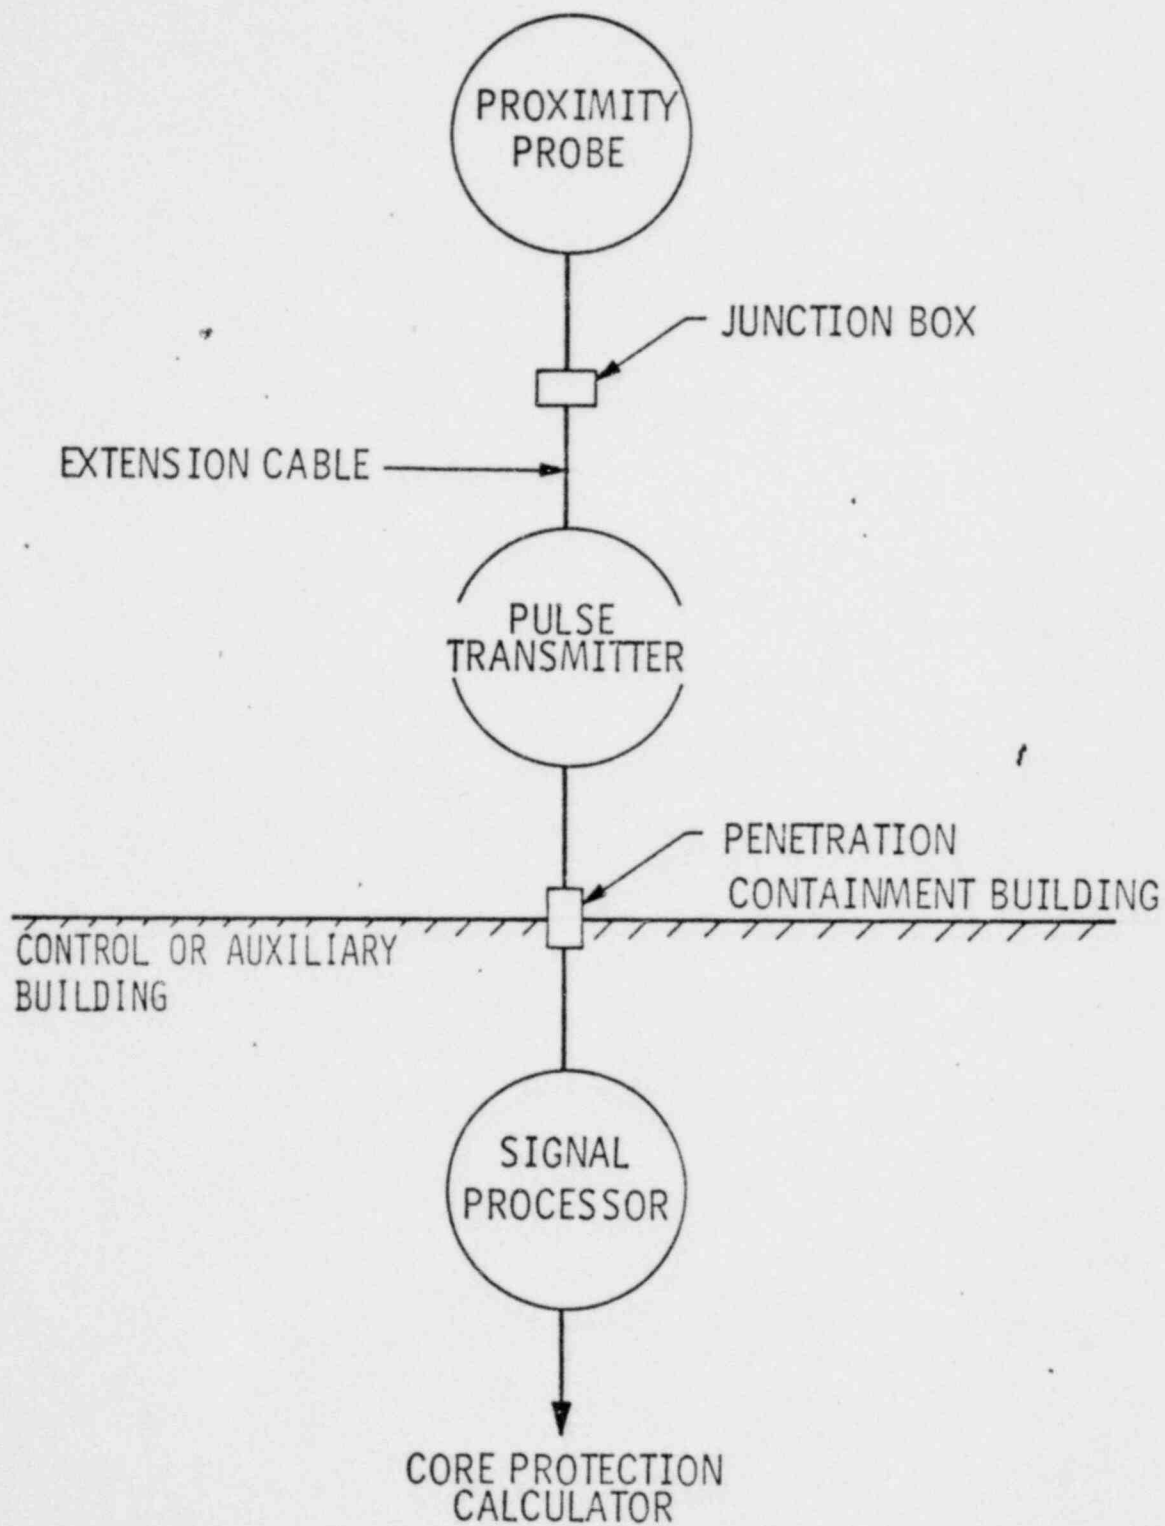 PROXIMITY
PROBE
JUNCTION BOX
EXTENSION CABLE
PULSE
TRANSMITTER
PENETRATION
CONTAINMENT BUILDING
CONTROL OR AUXILIARY
BUILDING
SIGNAL
PROCESSOR
CORE PROTECTION
CALCULATOR